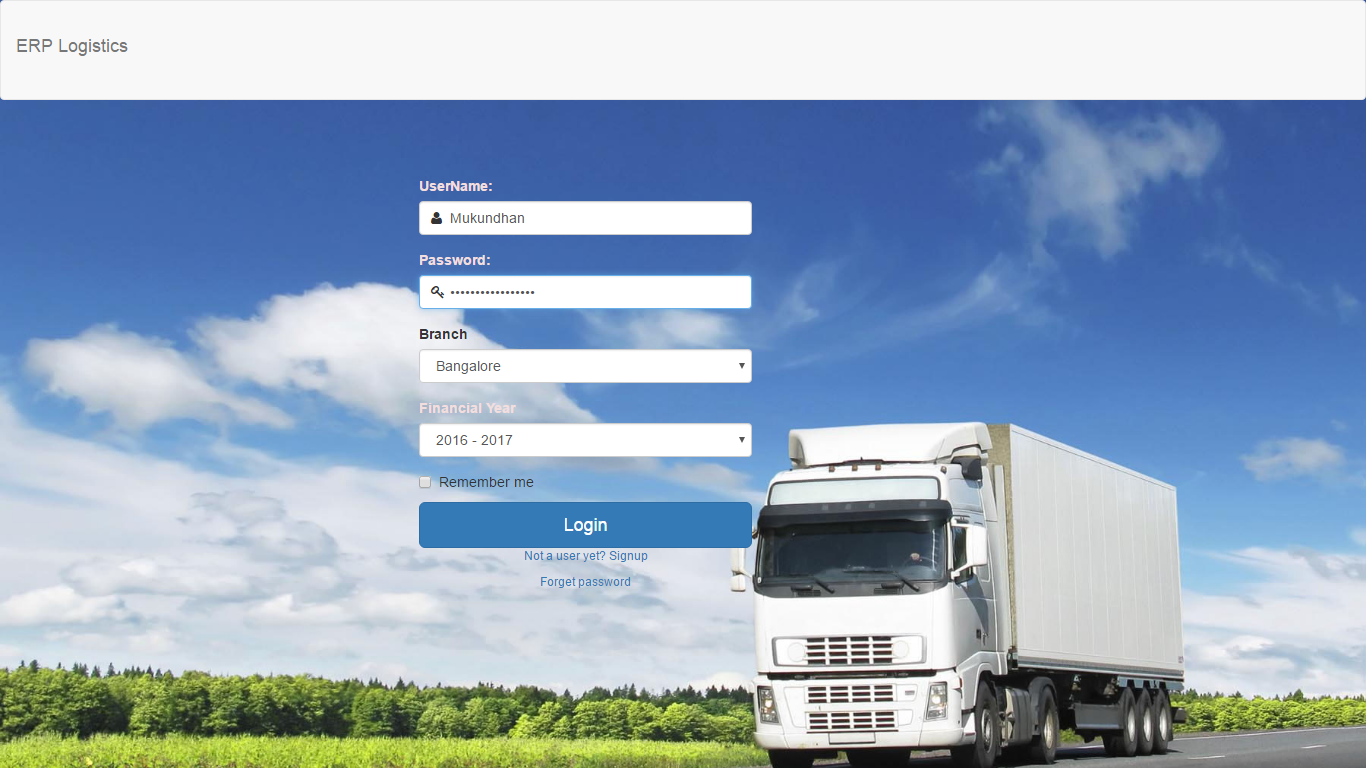 ERP Logistics
UserName:
Mukundhan
Password:
•••••••••••••••••
Branch
Bangalore
Financial Year
2016 - 2017
Remember me
Login
Not a user yet? Signup
Forget password